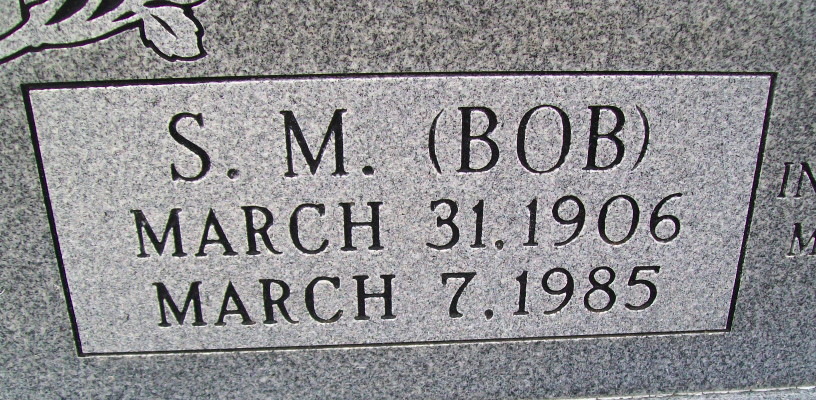 S. M. (BOB)
MARCH 31, 1906
MARCH 7, 1985